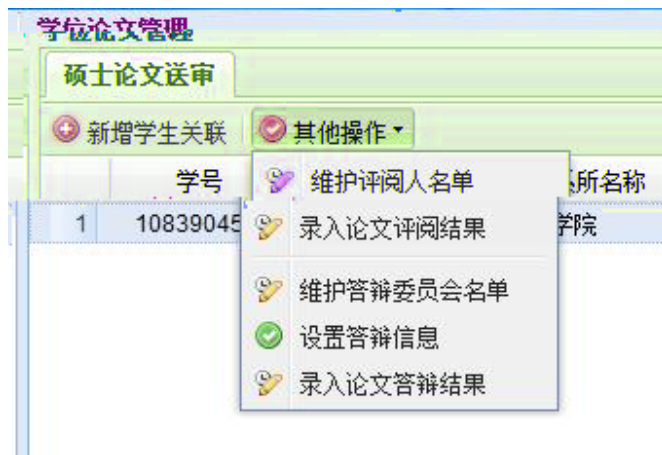 学位论文管理
硕士论文送审
新增学生关联 其他操作
学号 所名称
1 10839045 学院
维护评阅人名单
录入论文评阅结果
维护答辩委员会名单
设置答辩信息
录入论文答辩结果